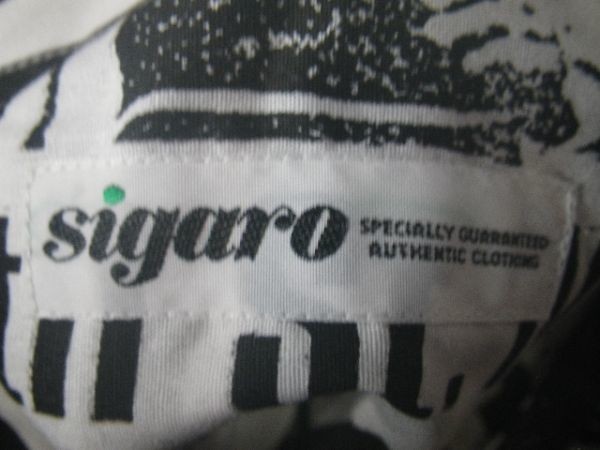 sigaro
SPECIALLY GUARANTEED
AUTHENTIC CLOTHING